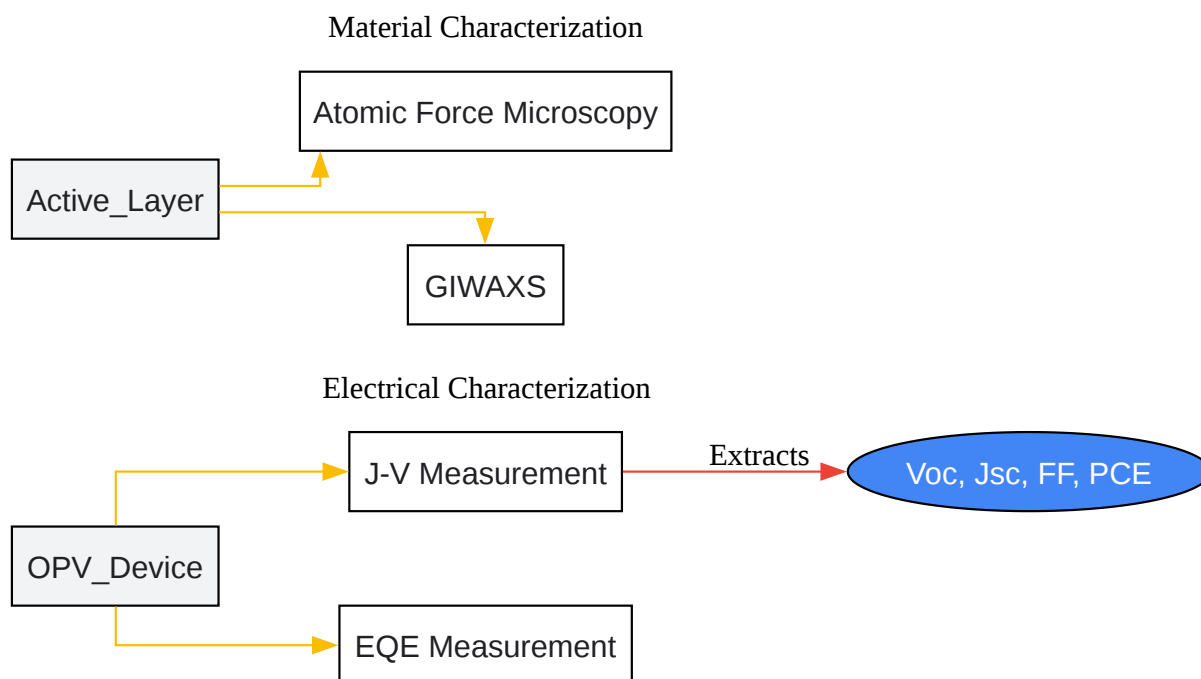 Material Characterization
Atomic Force Microscopy
Active_Layer
GIWAXS
Electrical Characterization
J-V Measurement
Extracts
Voc, Jsc, FF, PCE
OPV_Device
EQE Measurement